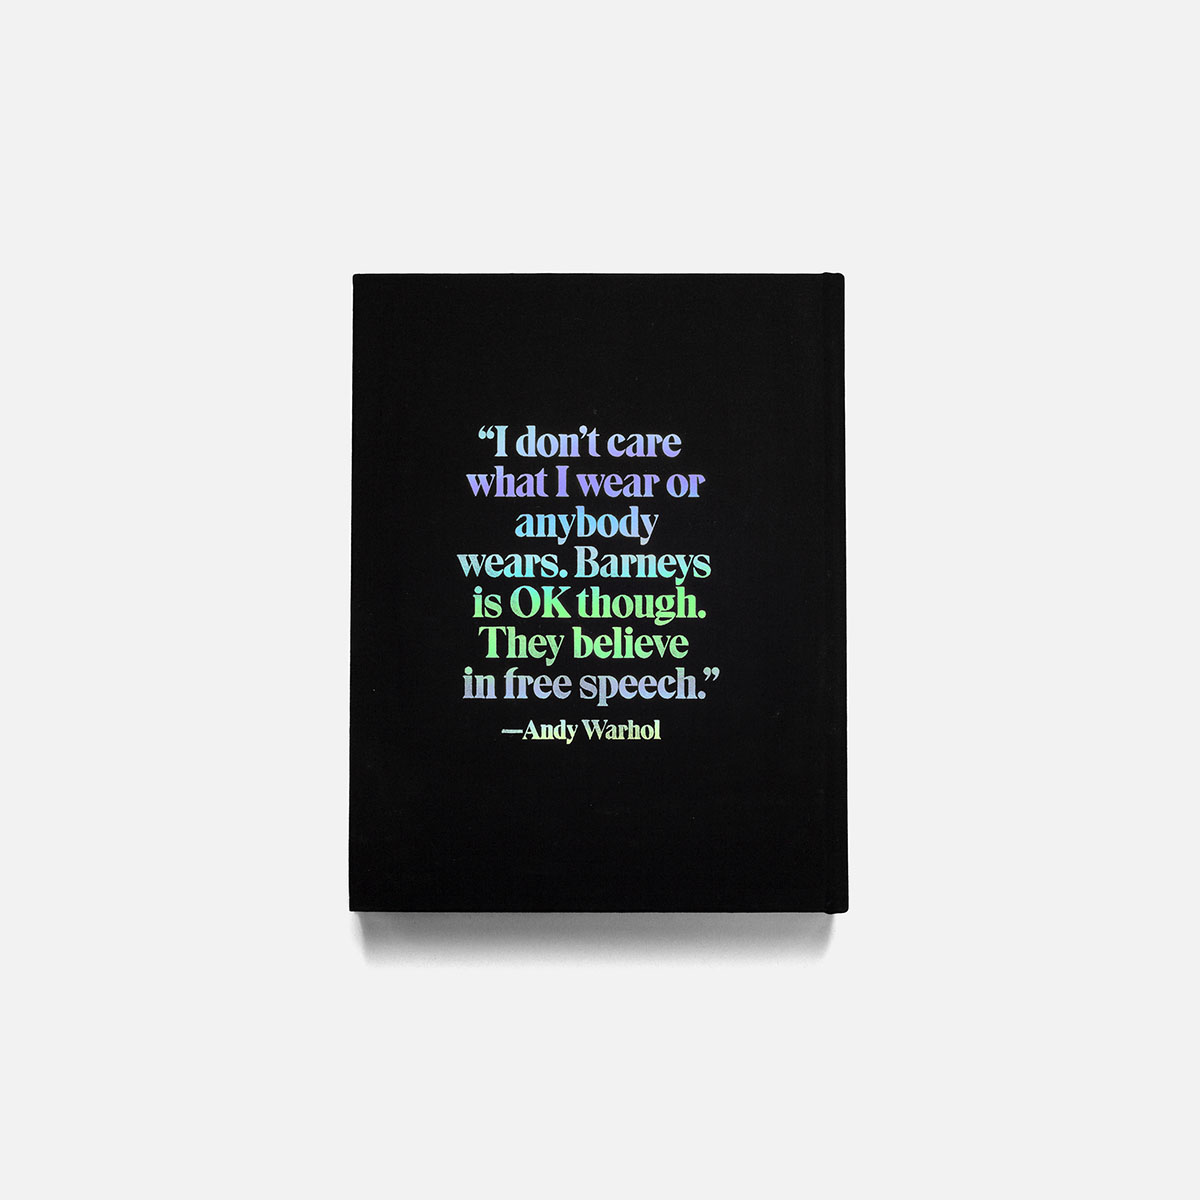 “I don’t care
what I wear or
anybody
wears. Barneys
is OK though.
They believe
in free speech.”
—Andy Warhol